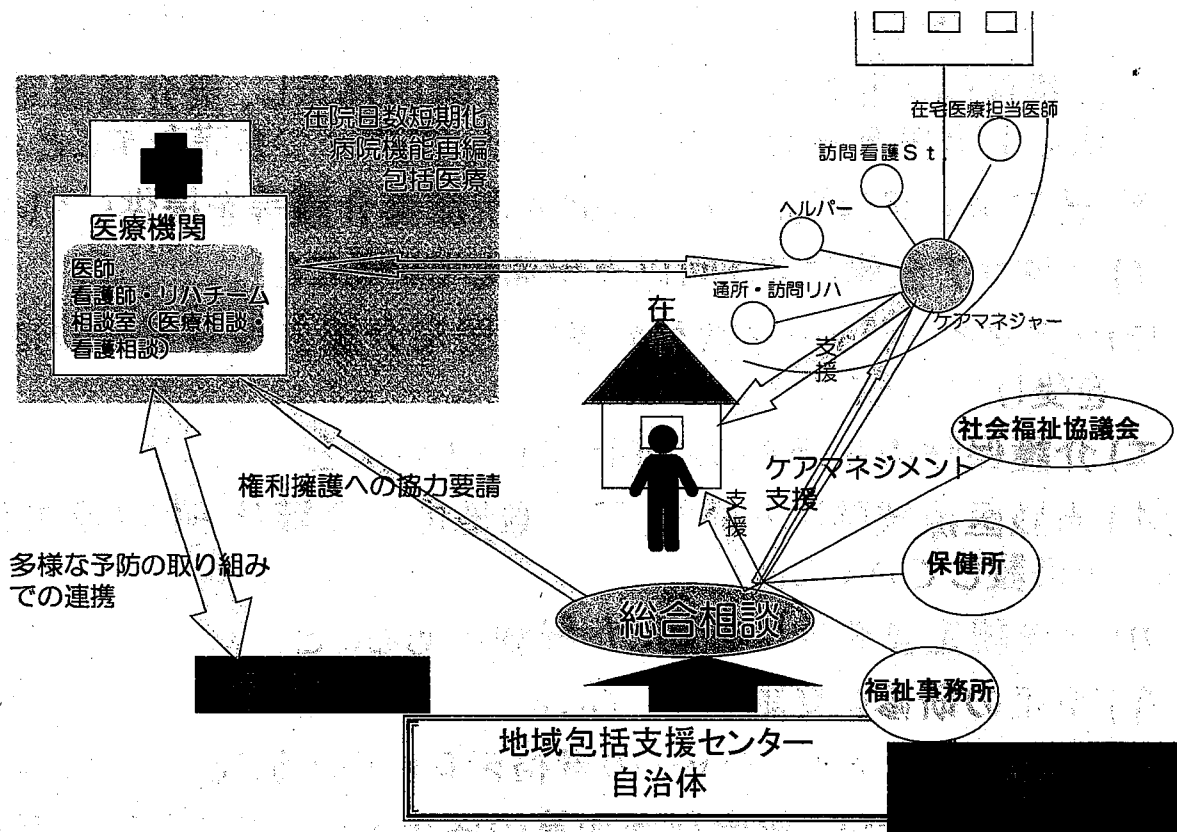 在院日数短期化
病院機能再編
包括医療
医療機関
医師
看護師・リハチーム
相談室（医療相談・
看護相談）
在宅医療担当医師
訪問看護Ｓｔ.
ヘルパー
通所・訪問リハ
ケアマネジャー
在
支援
社会福祉協議会
ケアマネジメント
支援
支援
権利擁護への協力要請
保健所
多様な予防の取り組み
での連携
総合相談
福祉事務所
地域包括支援センター
自治体